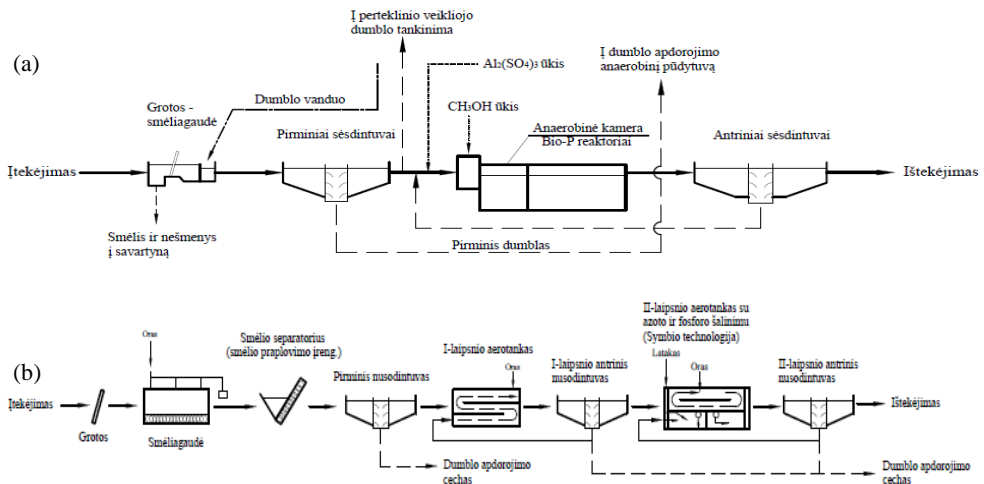 Į perteklinio veikliojo
dumblo tankinima
(a)
Al₂(SO₄)₃ ūkis
Į dumblo apdorojimo
anaerobinį pūdytuvą
Dumblo vanduo
CH₃OH ūkis
Grotos -
smėliagaudė
Pirminiai sėsdintuvai
Anaerobinė kamera
Bio-P reaktoriai
Antriniai sėsdintuvai
Įtekėjimas
Ištekėjimas
Smėlis ir nešmenys
į savartyną
Pirminis dumblas
(b)
Oras
Smėlio separatorius
(smėlio praplovimo įreng.)
Pirminis nusodintuvas
I-laipsnio aerotankas
Oras
I-laipsnio antrinis
nusodintuvas
II-laipsnio aerotankas su
azoto ir fosforo šalinimu
(Symbio technologija)
Latakas
Oras
II-laipsnio antrinis
nusodintuvas
Įtekėjimas
Ištekėjimas
Grotos
Smėliagaudė
Dumblo apdorojimo
cechas
Dumblo apdorojimo
cechas